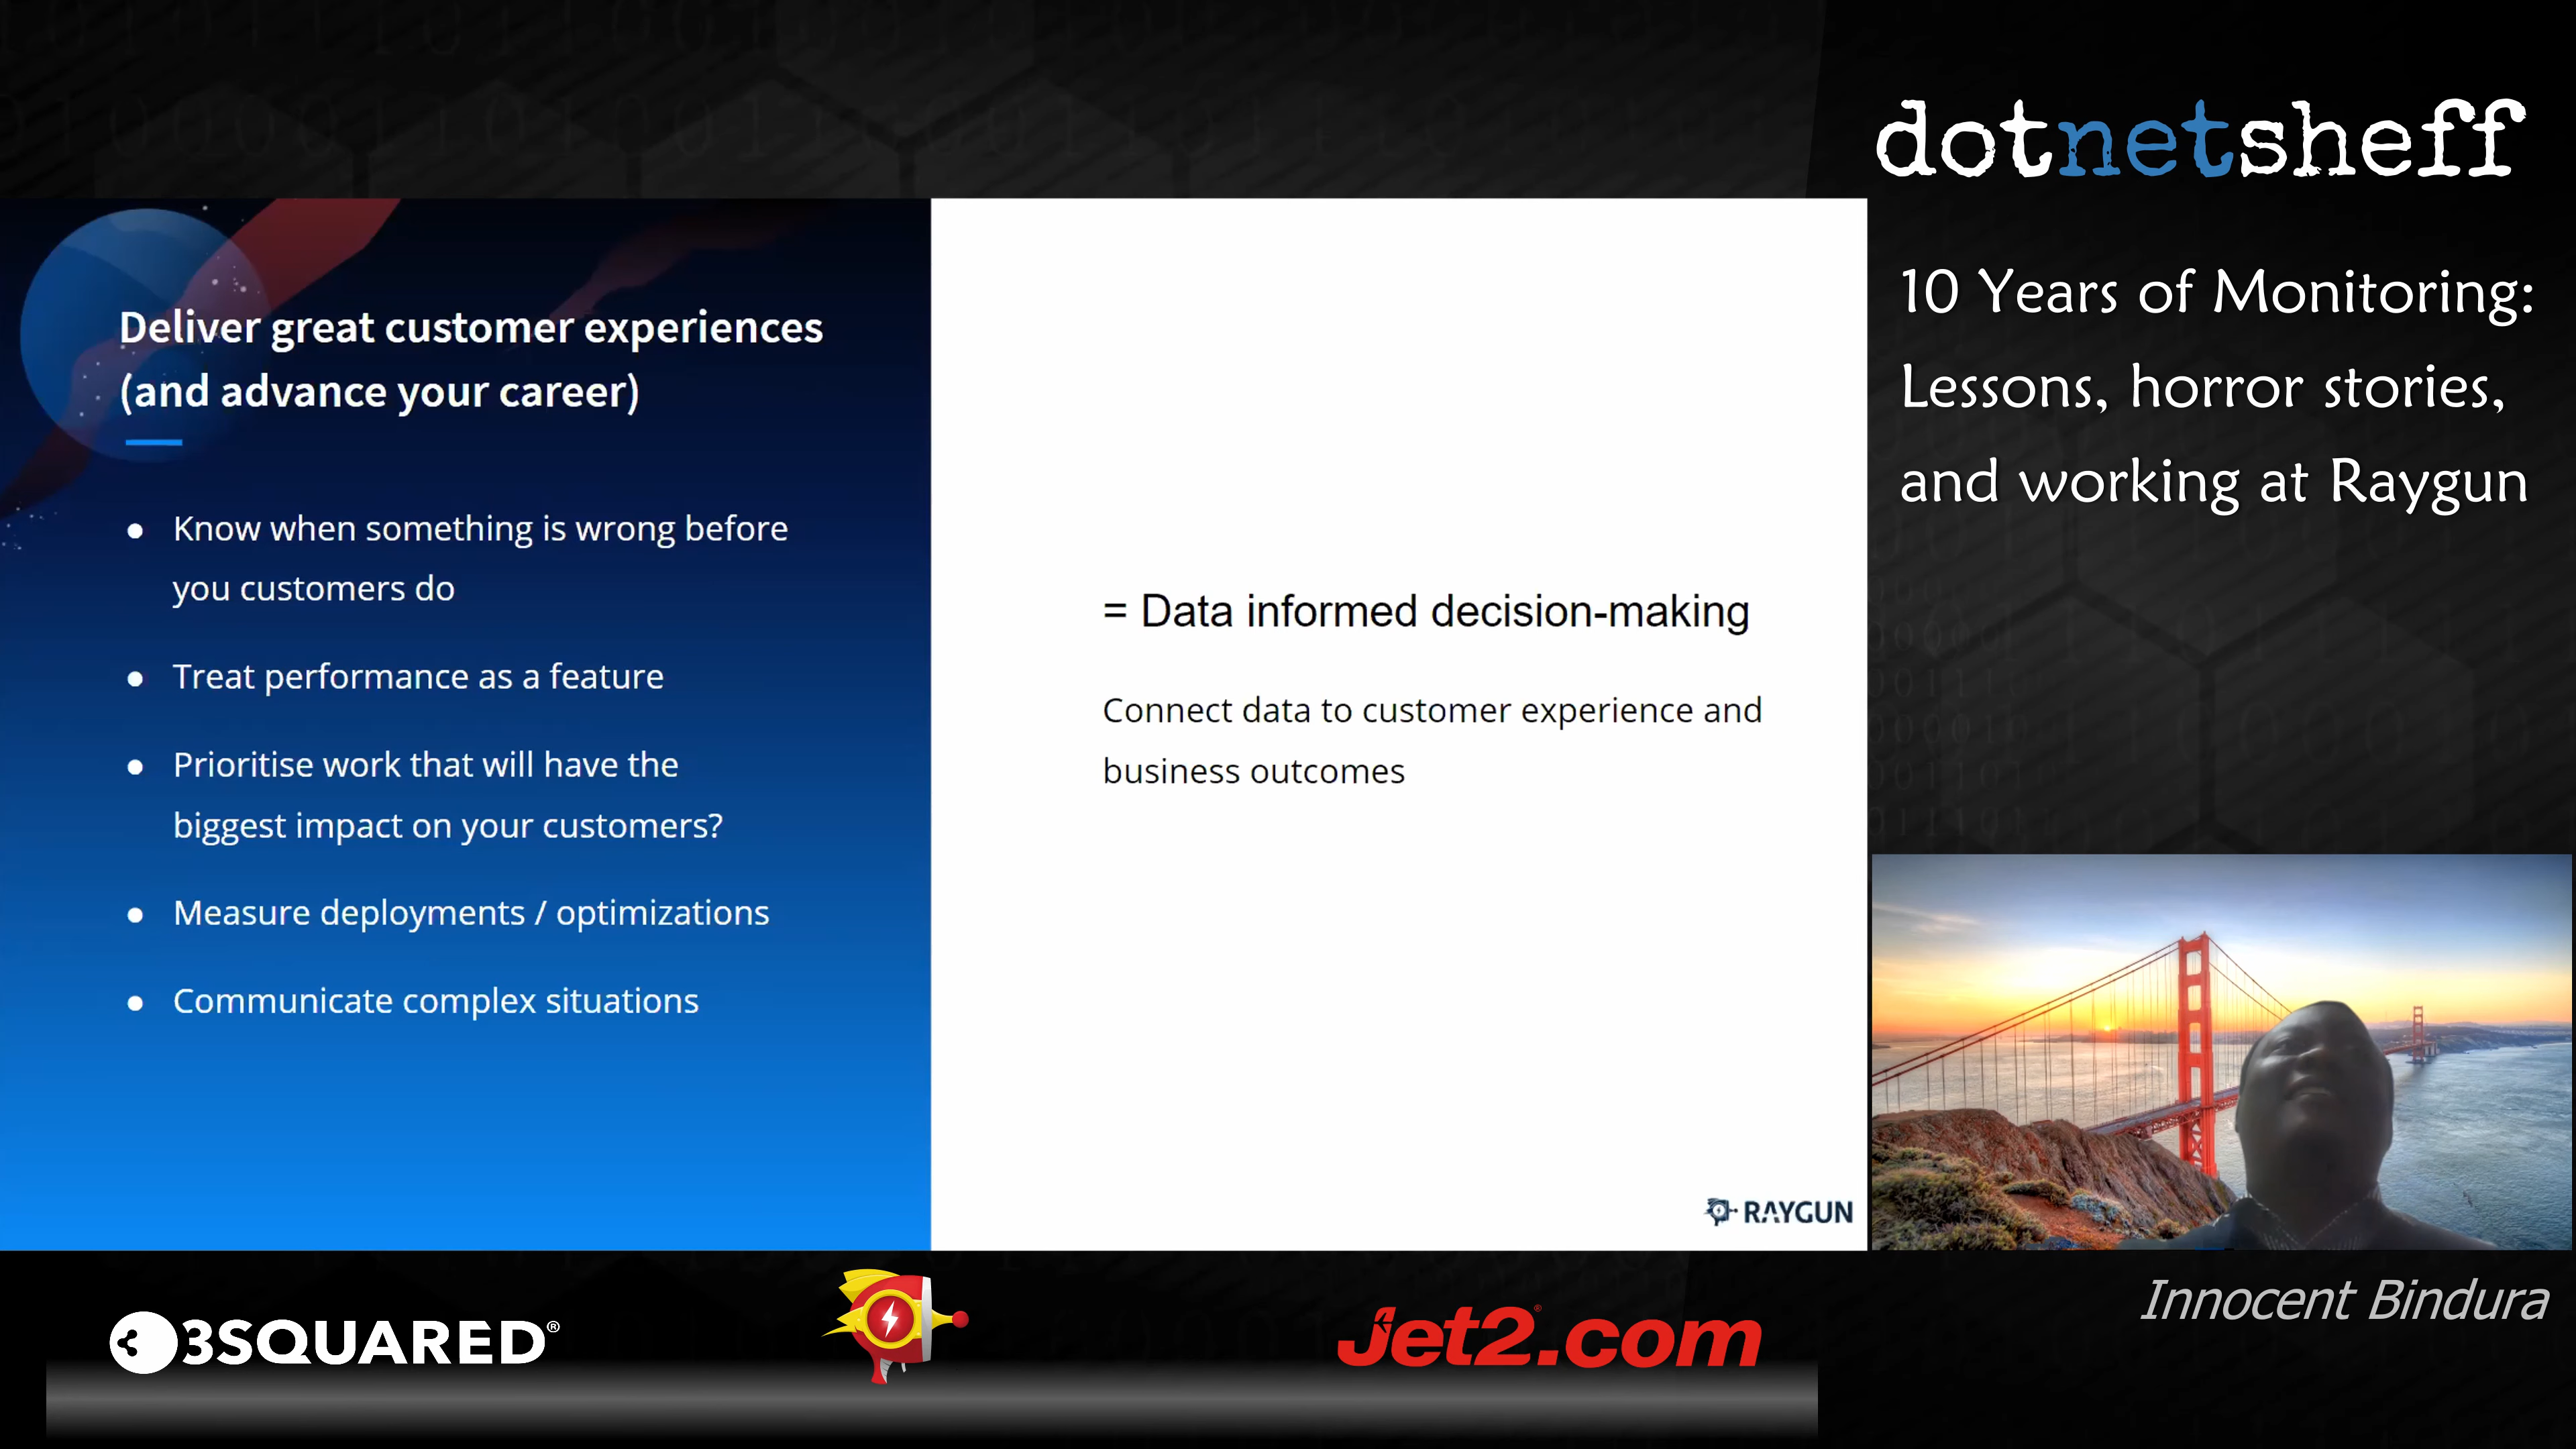 dotnetsheff
10 Years of Monitoring:
Lessons, horror stories,
and working at Raygun
Deliver great customer experiences
(and advance your career)
● Know when something is wrong before
you customers do
● Treat performance as a feature
● Prioritise work that will have the
biggest impact on your customers?
● Measure deployments / optimizations
● Communicate complex situations
= Data informed decision-making
Connect data to customer experience and
business outcomes
RAYGUN
Innocent Bindura
3SQUARED®
Jet2.com®